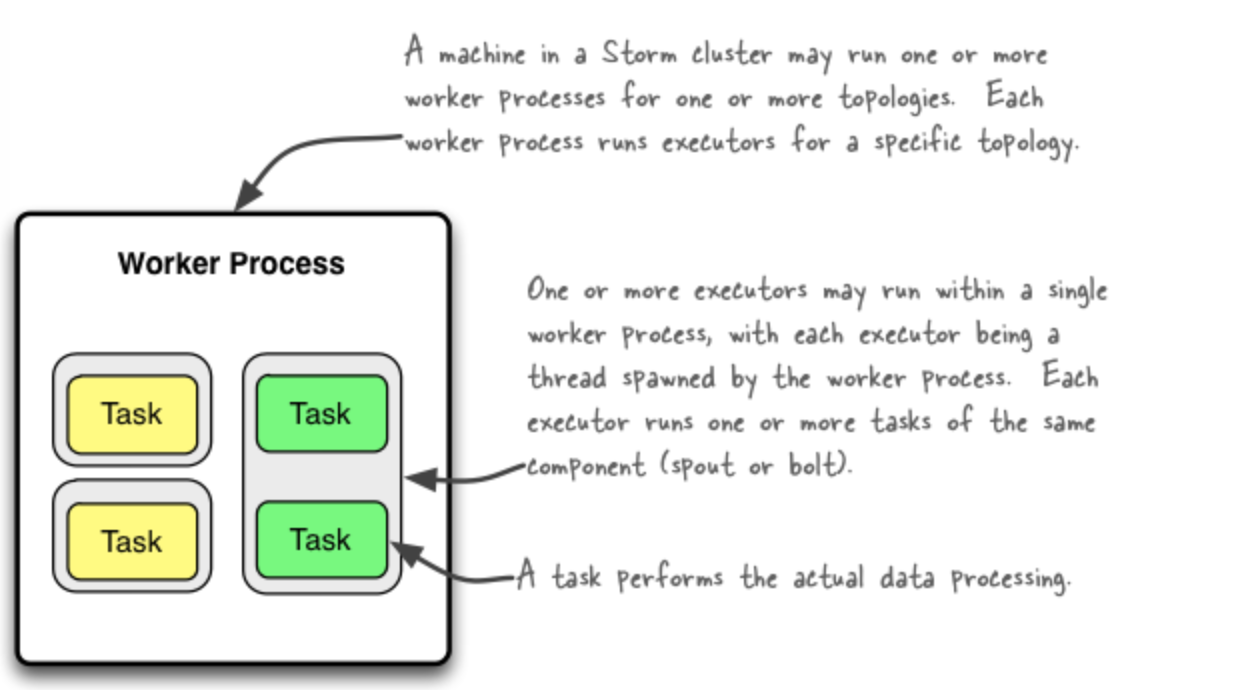 A machine in a Storm cluster may run one or more
worker processes for one or more topologies. Each
worker process runs executors for a specific topology.
Worker Process
One or more executors may run within a single
worker process, with each executor being a
thread spawned by the worker process. Each
executor runs one or more tasks of the same
component (spout or bolt).
Task
Task
Task
Task
A task performs the actual data processing.